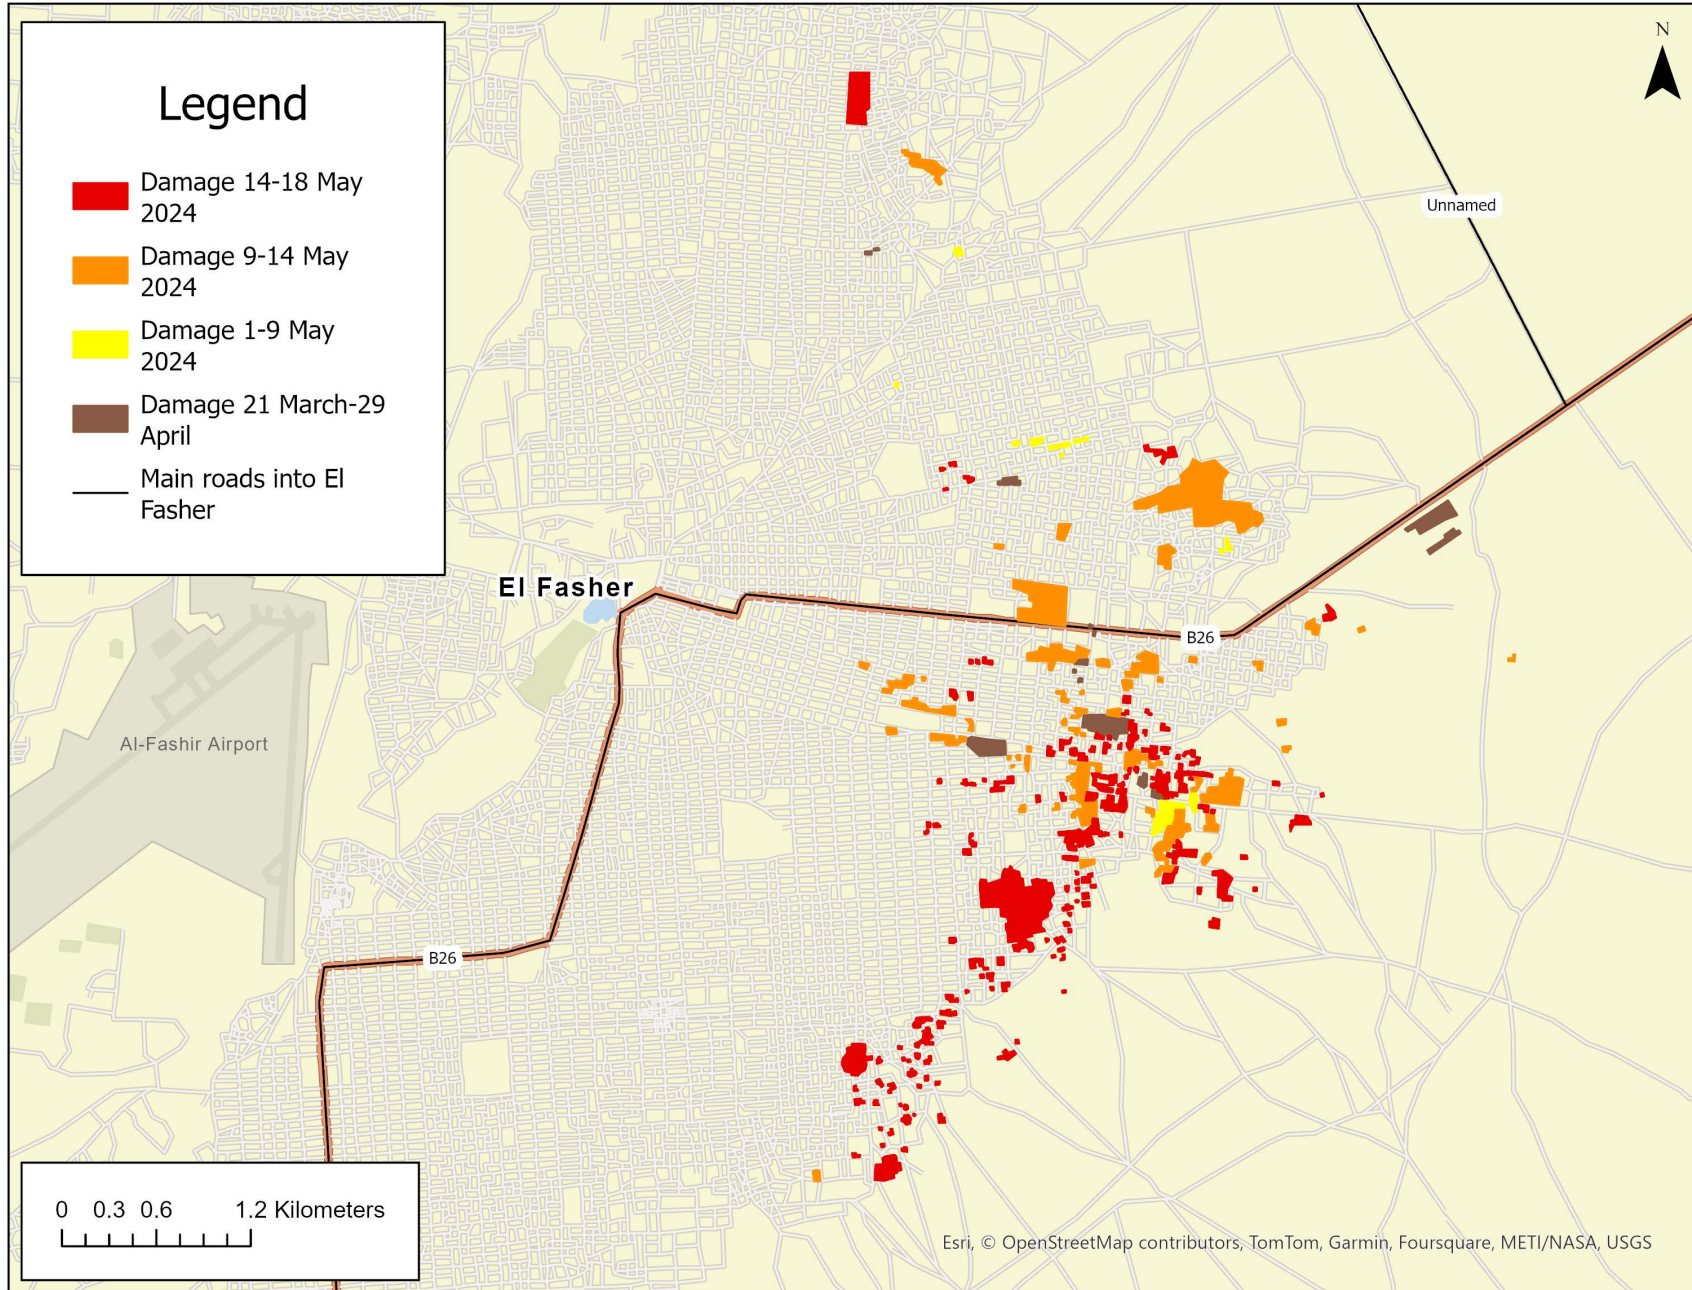 N
Legend
Damage 14-18 May
2024
Damage 9-14 May
2024
Damage 1-9 May
2024
Damage 21 March-29
April
Main roads into El
Fasher
Unnamed
El Fasher
B26
Al-Fashir Airport
B26
0 0.3 0.6 1.2 Kilometers
Esri, © OpenStreetMap contributors, TomTom, Garmin, Foursquare, METI/NASA, USGS